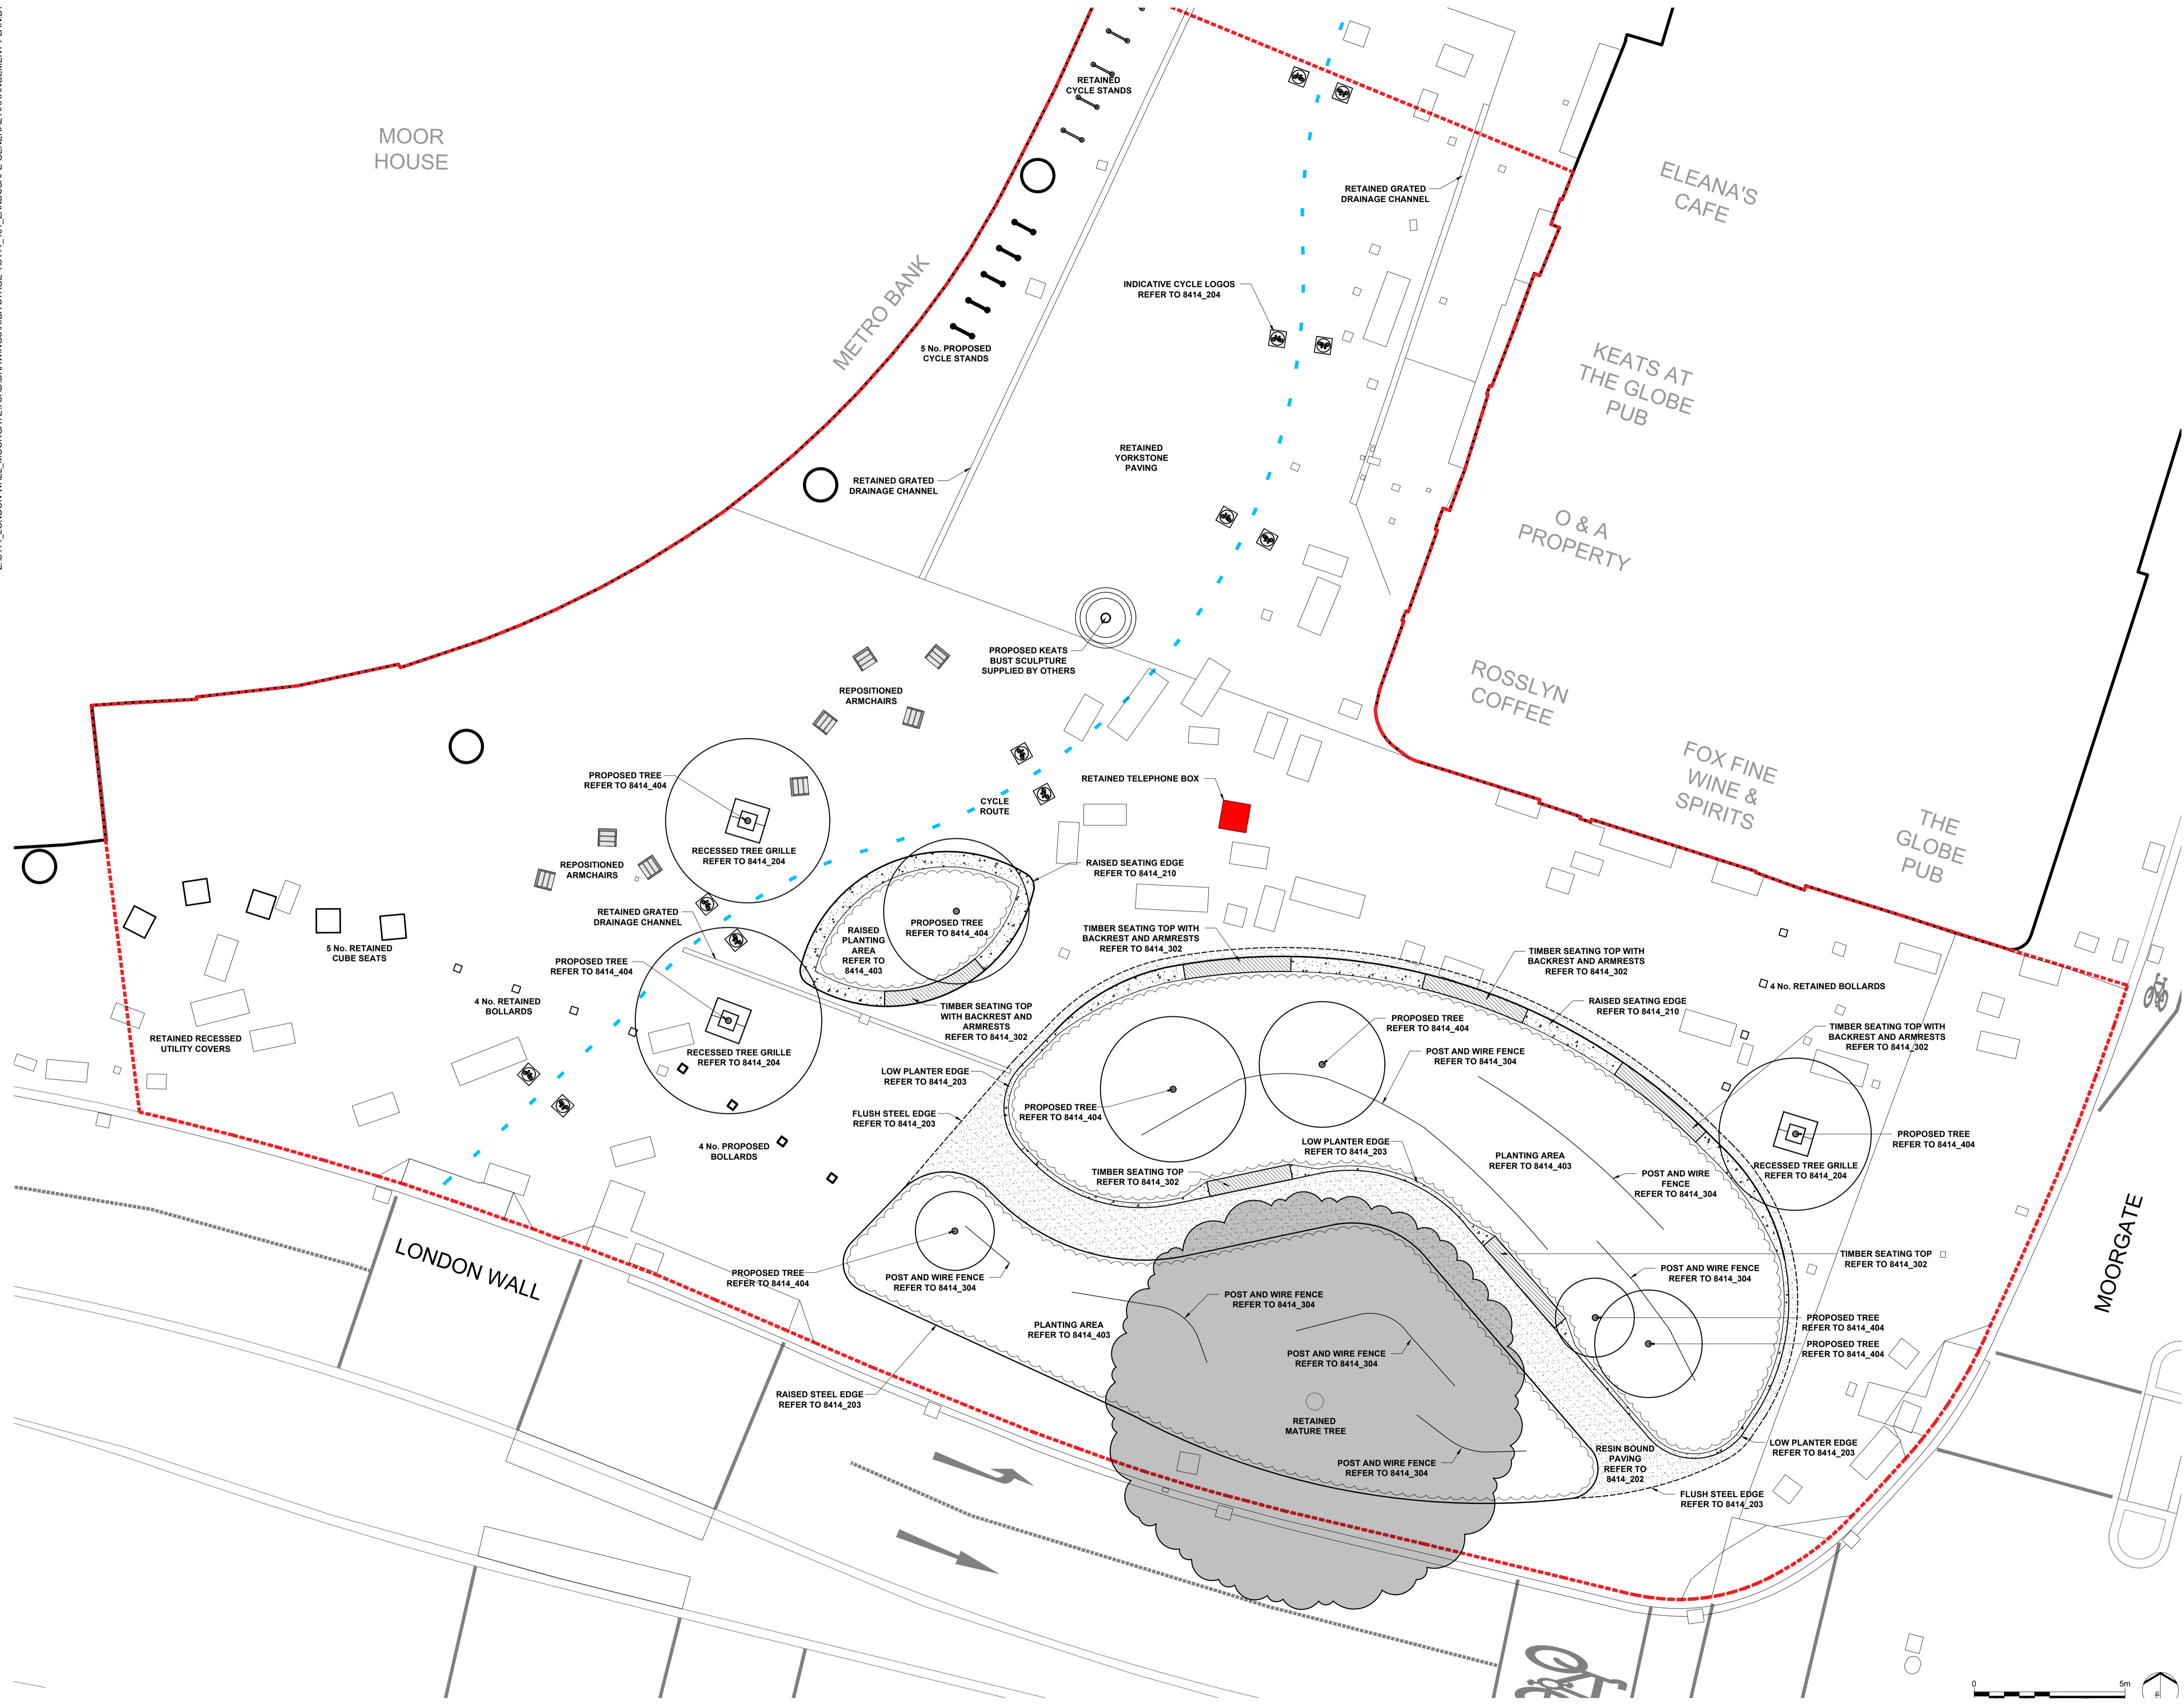 MOOR
HOUSE
RETAINED
CYCLE STANDS
RETAINED GRATED
DRAINAGE CHANNEL
ELEANA'S
CAFE
METRO BANK
INDICATIVE CYCLE LOGOS
REFER TO 8414_204
5 No. PROPOSED
CYCLE STANDS
KEATS AT
THE GLOBE
PUB
RETAINED
YORKSTONE
PAVING
RETAINED GRATED
DRAINAGE CHANNEL
O & A
PROPERTY
PROPOSED KEATS
BUST SCULPTURE
SUPPLIED BY OTHERS
REPOSITIONED
ARMCHAIRS
ROSSLYN
COFFEE
PROPOSED TREE
REFER TO 8414_404
RETAINED TELEPHONE BOX
FOX FINE
WINE &
SPIRITS
CYCLE
ROUTE
THE
GLOBE
PUB
RECESSED TREE GRILLE
REFER TO 8414_204
REPOSITIONED
ARMCHAIRS
RAISED SEATING EDGE
REFER TO 8414_210
RETAINED GRATED
DRAINAGE CHANNEL
PROPOSED TREE
REFER TO 8414_404
RAISED
PLANTING
AREA
REFER TO
8414_403
TIMBER SEATING TOP WITH
BACKREST AND ARMRESTS
REFER TO 8414_302
5 No. RETAINED
CUBE SEATS
PROPOSED TREE
REFER TO 8414_404
TIMBER SEATING TOP WITH
BACKREST AND ARMRESTS
REFER TO 8414_302
4 No. RETAINED BOLLARDS
4 No. RETAINED
BOLLARDS
TIMBER SEATING TOP
WITH BACKREST AND
ARMRESTS
REFER TO 8414_302
RAISED SEATING EDGE
REFER TO 8414_210
PROPOSED TREE
REFER TO 8414_404
TIMBER SEATING TOP WITH
BACKREST AND ARMRESTS
REFER TO 8414_302
RETAINED RECESSED
UTILITY COVERS
RECESSED TREE GRILLE
REFER TO 8414_204
POST AND WIRE FENCE
REFER TO 8414_304
LOW PLANTER EDGE
REFER TO 8414_203
FLUSH STEEL EDGE
REFER TO 8414_203
PROPOSED TREE
REFER TO 8414_404
4 No. PROPOSED
BOLLARDS
LOW PLANTER EDGE
REFER TO 8414_203
PLANTING AREA
REFER TO 8414_403
PROPOSED TREE
REFER TO 8414_404
TIMBER SEATING TOP
REFER TO 8414_302
POST AND WIRE
FENCE
REFER TO 8414_304
RECESSED TREE GRILLE
REFER TO 8414_204
LONDON WALL
MOORGATE
TIMBER SEATING TOP
REFER TO 8414_302
PROPOSED TREE
REFER TO 8414_404
POST AND WIRE FENCE
REFER TO 8414_304
POST AND WIRE FENCE
REFER TO 8414_304
POST AND WIRE FENCE
REFER TO 8414_304
PROPOSED TREE
REFER TO 8414_404
PLANTING AREA
REFER TO 8414_403
PROPOSED TREE
REFER TO 8414_404
POST AND WIRE FENCE
REFER TO 8414_304
RAISED STEEL EDGE
REFER TO 8414_203
RETAINED
MATURE TREE
RESIN BOUND
PAVING
REFER TO
8414_202
LOW PLANTER EDGE
REFER TO 8414_203
POST AND WIRE FENCE
REFER TO 8414_304
FLUSH STEEL EDGE
REFER TO 8414_203
0
5m